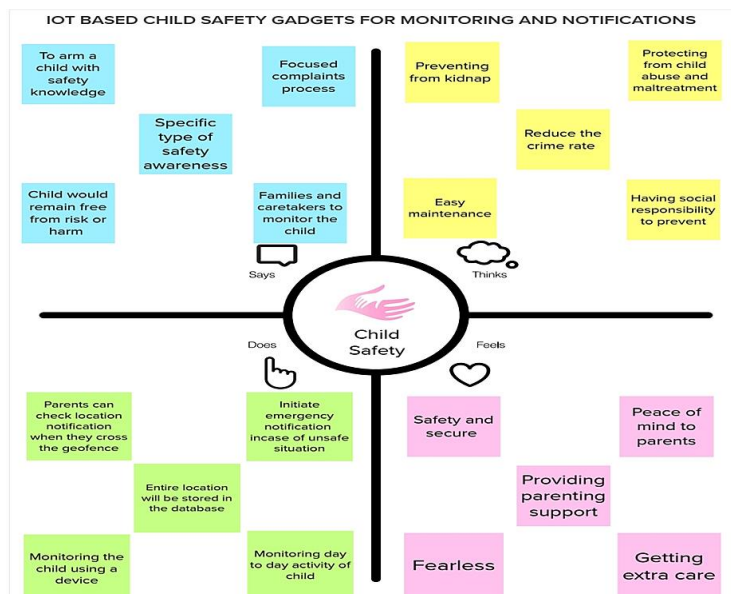 IOT BASED CHILD SAFETY GADGETS FOR MONITORING AND NOTIFICATIONS
To arm a
child with
safety
knowledge
Focused
complaints
process
Specific
type of
safety
awareness
Child would
remain free
from risk or
harm
Families and
caretakers to
monitor the
child
Says
Preventing
from kidnap
Protecting
from child
abuse and
maltreatment
Reduce the
crime rate
Easy
maintenance
Having social
responsibility
to prevent
Thinks
Child
Safety
Does
Parents can
check location
notification
when they cross
the geofence
Initiate
emergency
notification
incase of unsafe
situation
Entire location
will be stored in
the database
Monitoring the
child using a
device
Monitoring day
to day activity of
child
Feels
Safety and
secure
Peace of
mind to
parents
Providing
parenting
support
Fearless
Getting
extra care